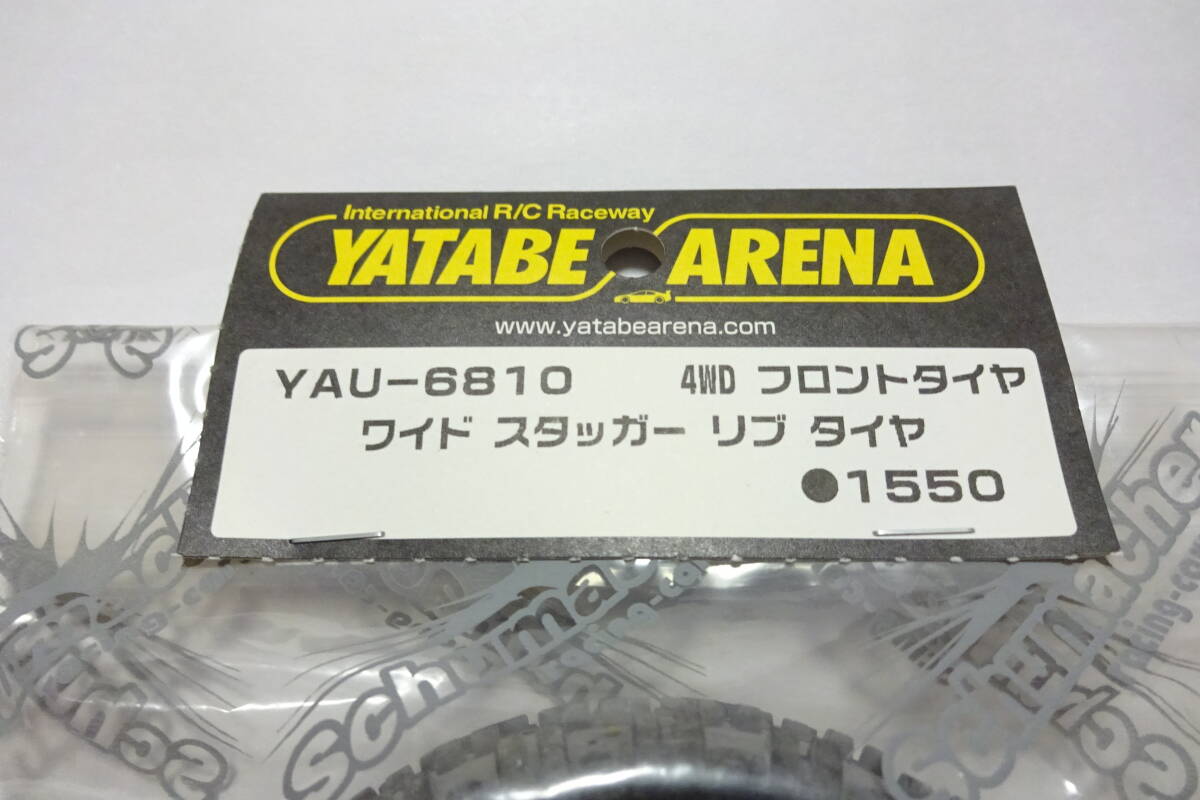 International R/C Raceway
YATABE ARENA
www.yatabearena.com
YAU-6810 4WD フロントタイヤ
ワイド スタッガー リブ タイヤ
●1550
Schumacher